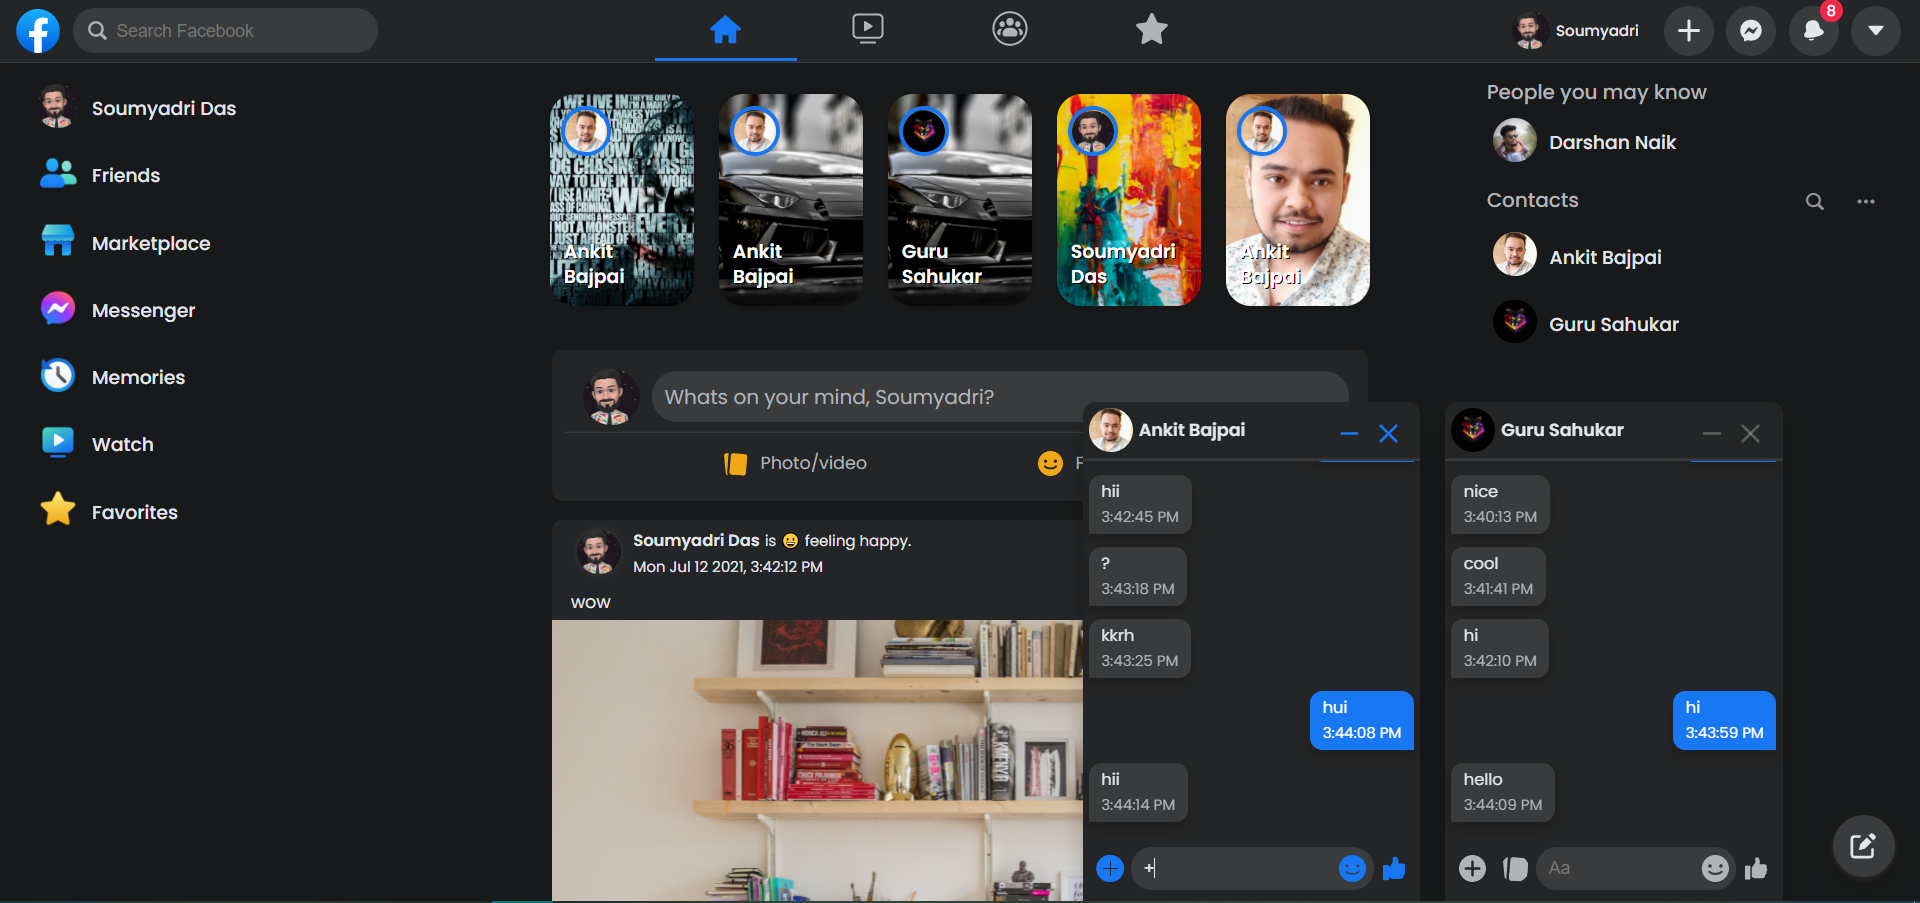 Search Facebook
Soumyadri
8
Soumyadri Das
Friends
Marketplace
Messenger
Memories
Watch
Favorites
WE LIVE IN
WHY
Ankit
Bajpai
Ankit
Bajpai
Guru
Sahukar
Soumyadri
Das
Ankit
Bajpai
Whats on your mind, Soumyadri?
Photo/video
F
Soumyadri Das is 😀 feeling happy.
Mon Jul 12 2021, 3:42:12 PM
wow
36
People you may know
Darshan Naik
Contacts
Ankit Bajpai
Guru Sahukar
Ankit Bajpai
hii
3:42:45 PM
?
3:43:18 PM
kkrh
3:43:25 PM
hui
3:44:08 PM
hii
3:44:14 PM
+
Guru Sahukar
nice
3:40:13 PM
cool
3:41:41 PM
hi
3:42:10 PM
hi
3:43:59 PM
hello
3:44:09 PM
Aa